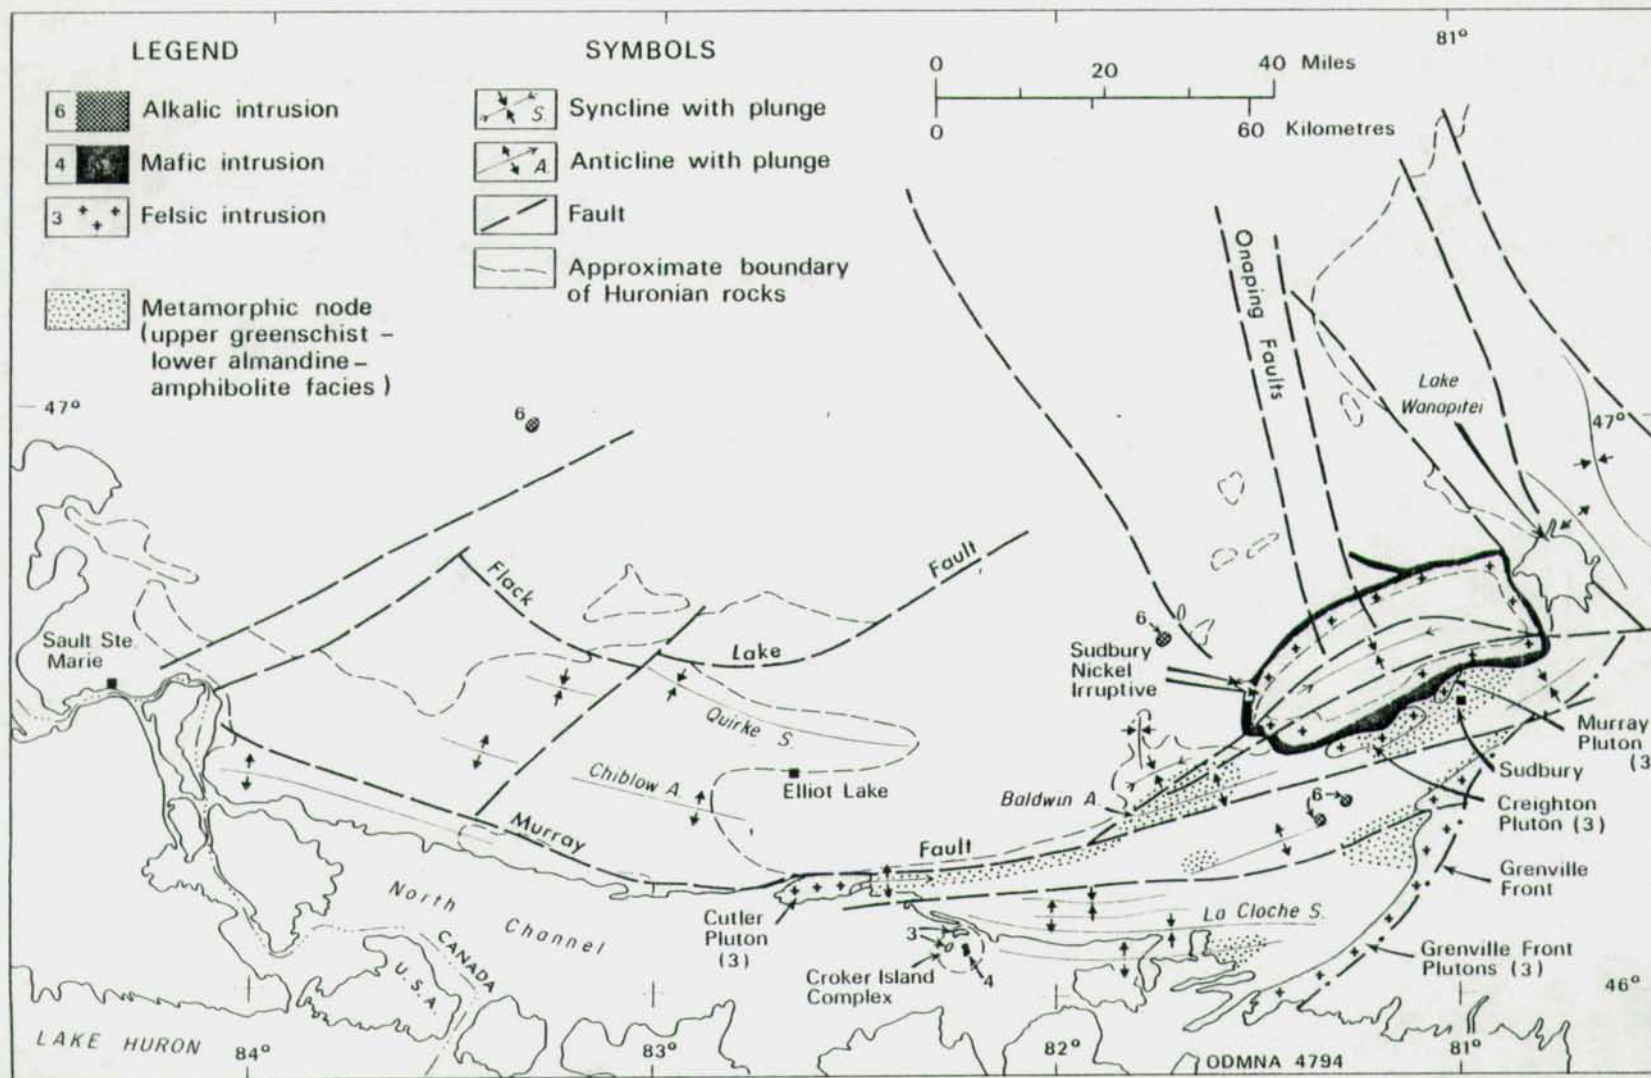 LEGEND
6 Alkalic intrusion
4 Mafic intrusion
3 Felsic intrusion
Metamorphic node
(upper greenschist –
lower almandine –
amphibolite facies)
SYMBOLS
S. Syncline with plunge
A. Anticline with plunge
Fault
Approximate boundary
of Huronian rocks
0 20 40 Miles
0 60 Kilometres
81°
47°
6
Onaping Faults
Lake
Wanapitei
47°
Flack
Lake
Fault
Sault Ste.
Marie
6
Sudbury
Nickel
Irruptive
Quirke S.
Chiblow A.
Elliot Lake
Baldwin A.
6
Murray
Pluton
(3
Sudbury
Creighton
Pluton (3)
Murray
Fault
Grenville
Front
North
Channel
Cutler
Pluton
(3)
La Cloche S.
3
4
Croker Island
Complex
Grenville Front
Plutons (3)
CANADA
U.S.A.
46°
LAKE HURON
84°
83°
82°
81°
ODMNA 4794